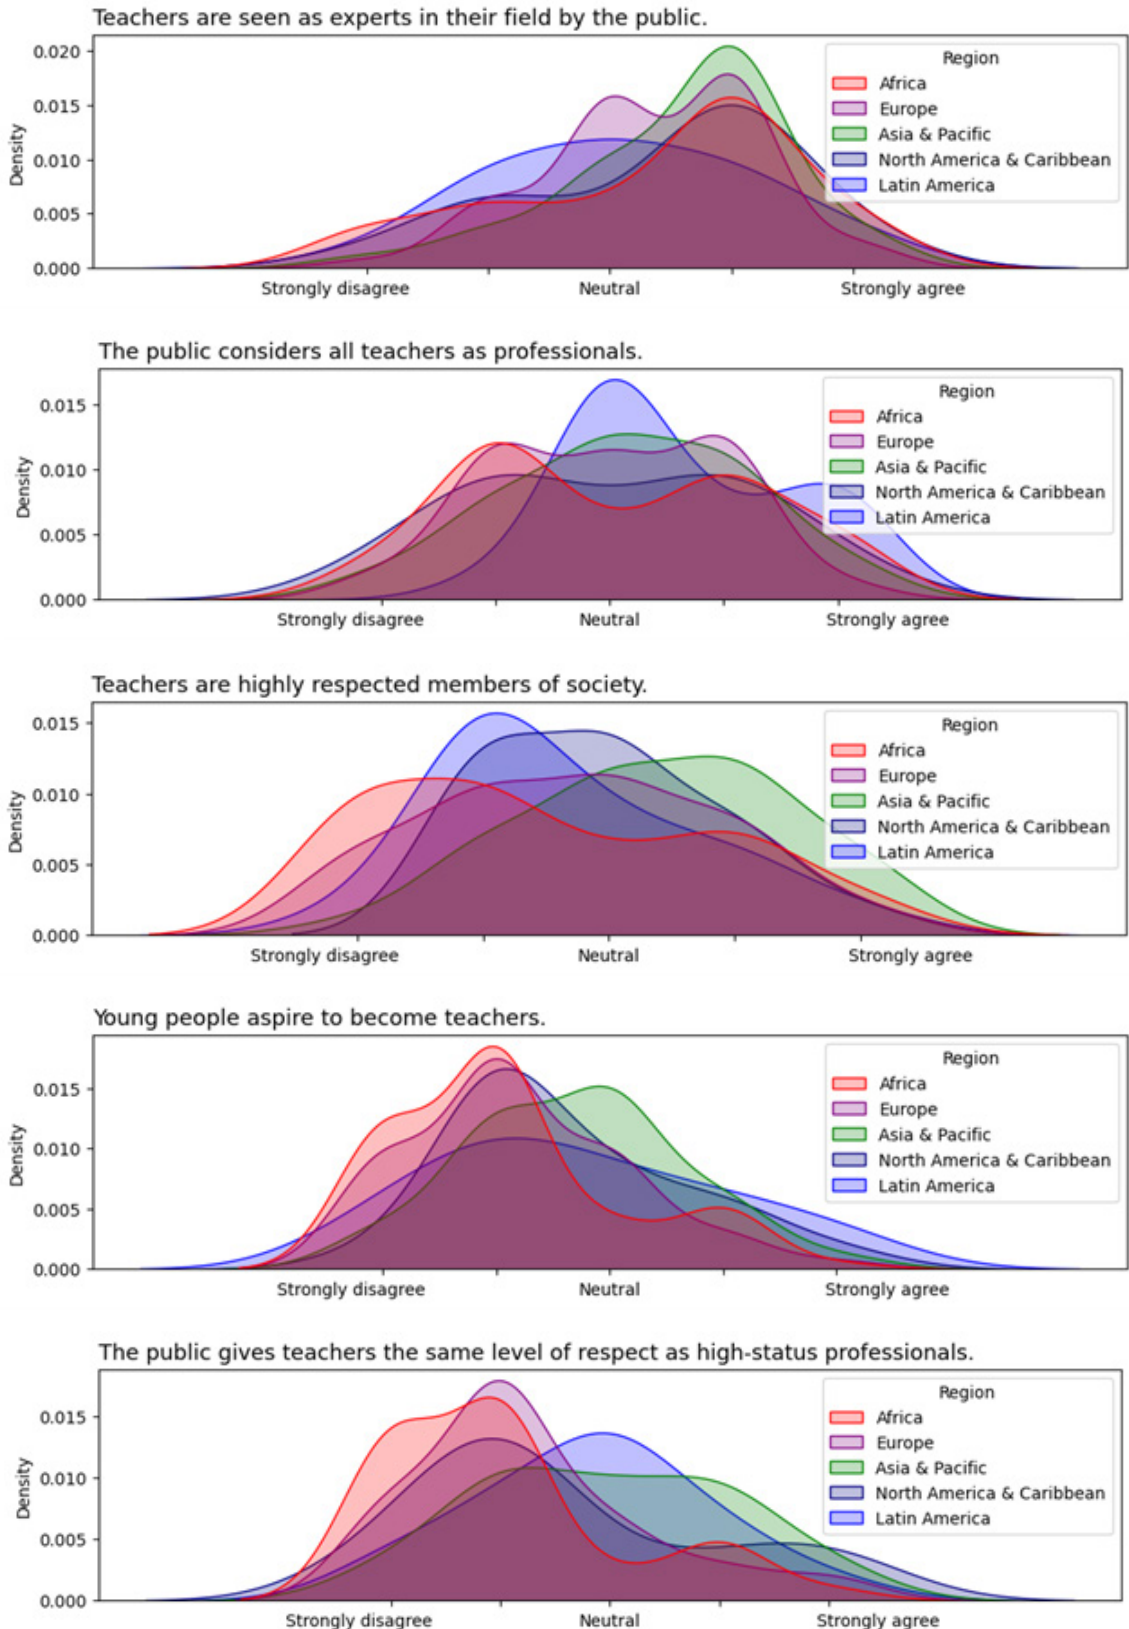 Teachers are seen as experts in their field by the public.
0.020
0.015
0.010
0.005
0.000
Density
Region
Africa
Europe
Asia & Pacific
North America & Caribbean
Latin America
Strongly disagree Neutral Strongly agree
The public considers all teachers as professionals.
0.015
0.010
0.005
0.000
Density
Region
Africa
Europe
Asia & Pacific
North America & Caribbean
Latin America
Strongly disagree Neutral Strongly agree
Teachers are highly respected members of society.
0.015
0.010
0.005
0.000
Density
Region
Africa
Europe
Asia & Pacific
North America & Caribbean
Latin America
Strongly disagree Neutral Strongly agree
Young people aspire to become teachers.
0.015
0.010
0.005
0.000
Density
Region
Africa
Europe
Asia & Pacific
North America & Caribbean
Latin America
Strongly disagree Neutral Strongly agree
The public gives teachers the same level of respect as high-status professionals.
0.015
0.010
0.005
0.000
Density
Region
Africa
Europe
Asia & Pacific
North America & Caribbean
Latin America
Strongly disagree Neutral Strongly agree